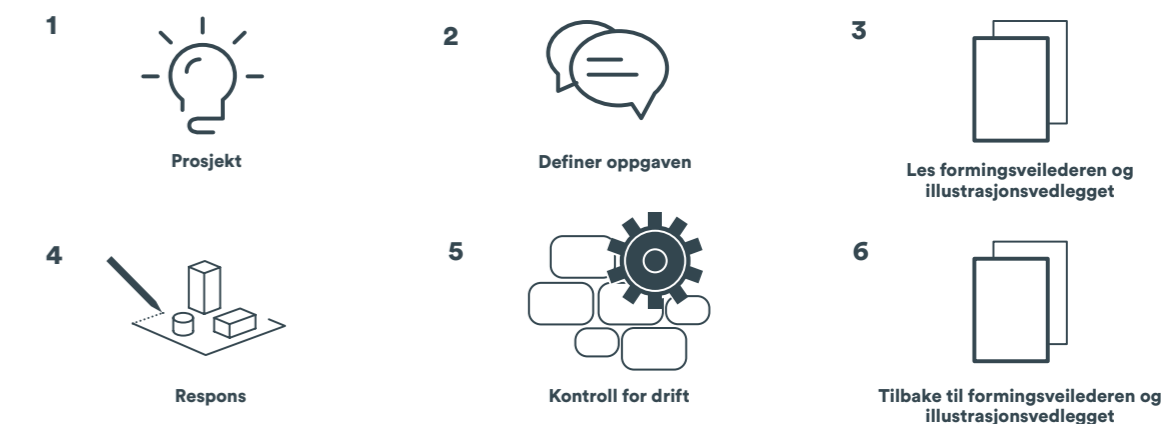 1
Prosjekt
2
Definer oppgaven
3
Les formingsveilederen og
illustrasjonsvedlegget
4
Respons
5
Kontroll for drift
6
Tilbake til formingsveilederen og
illustrasjonsvedlegget